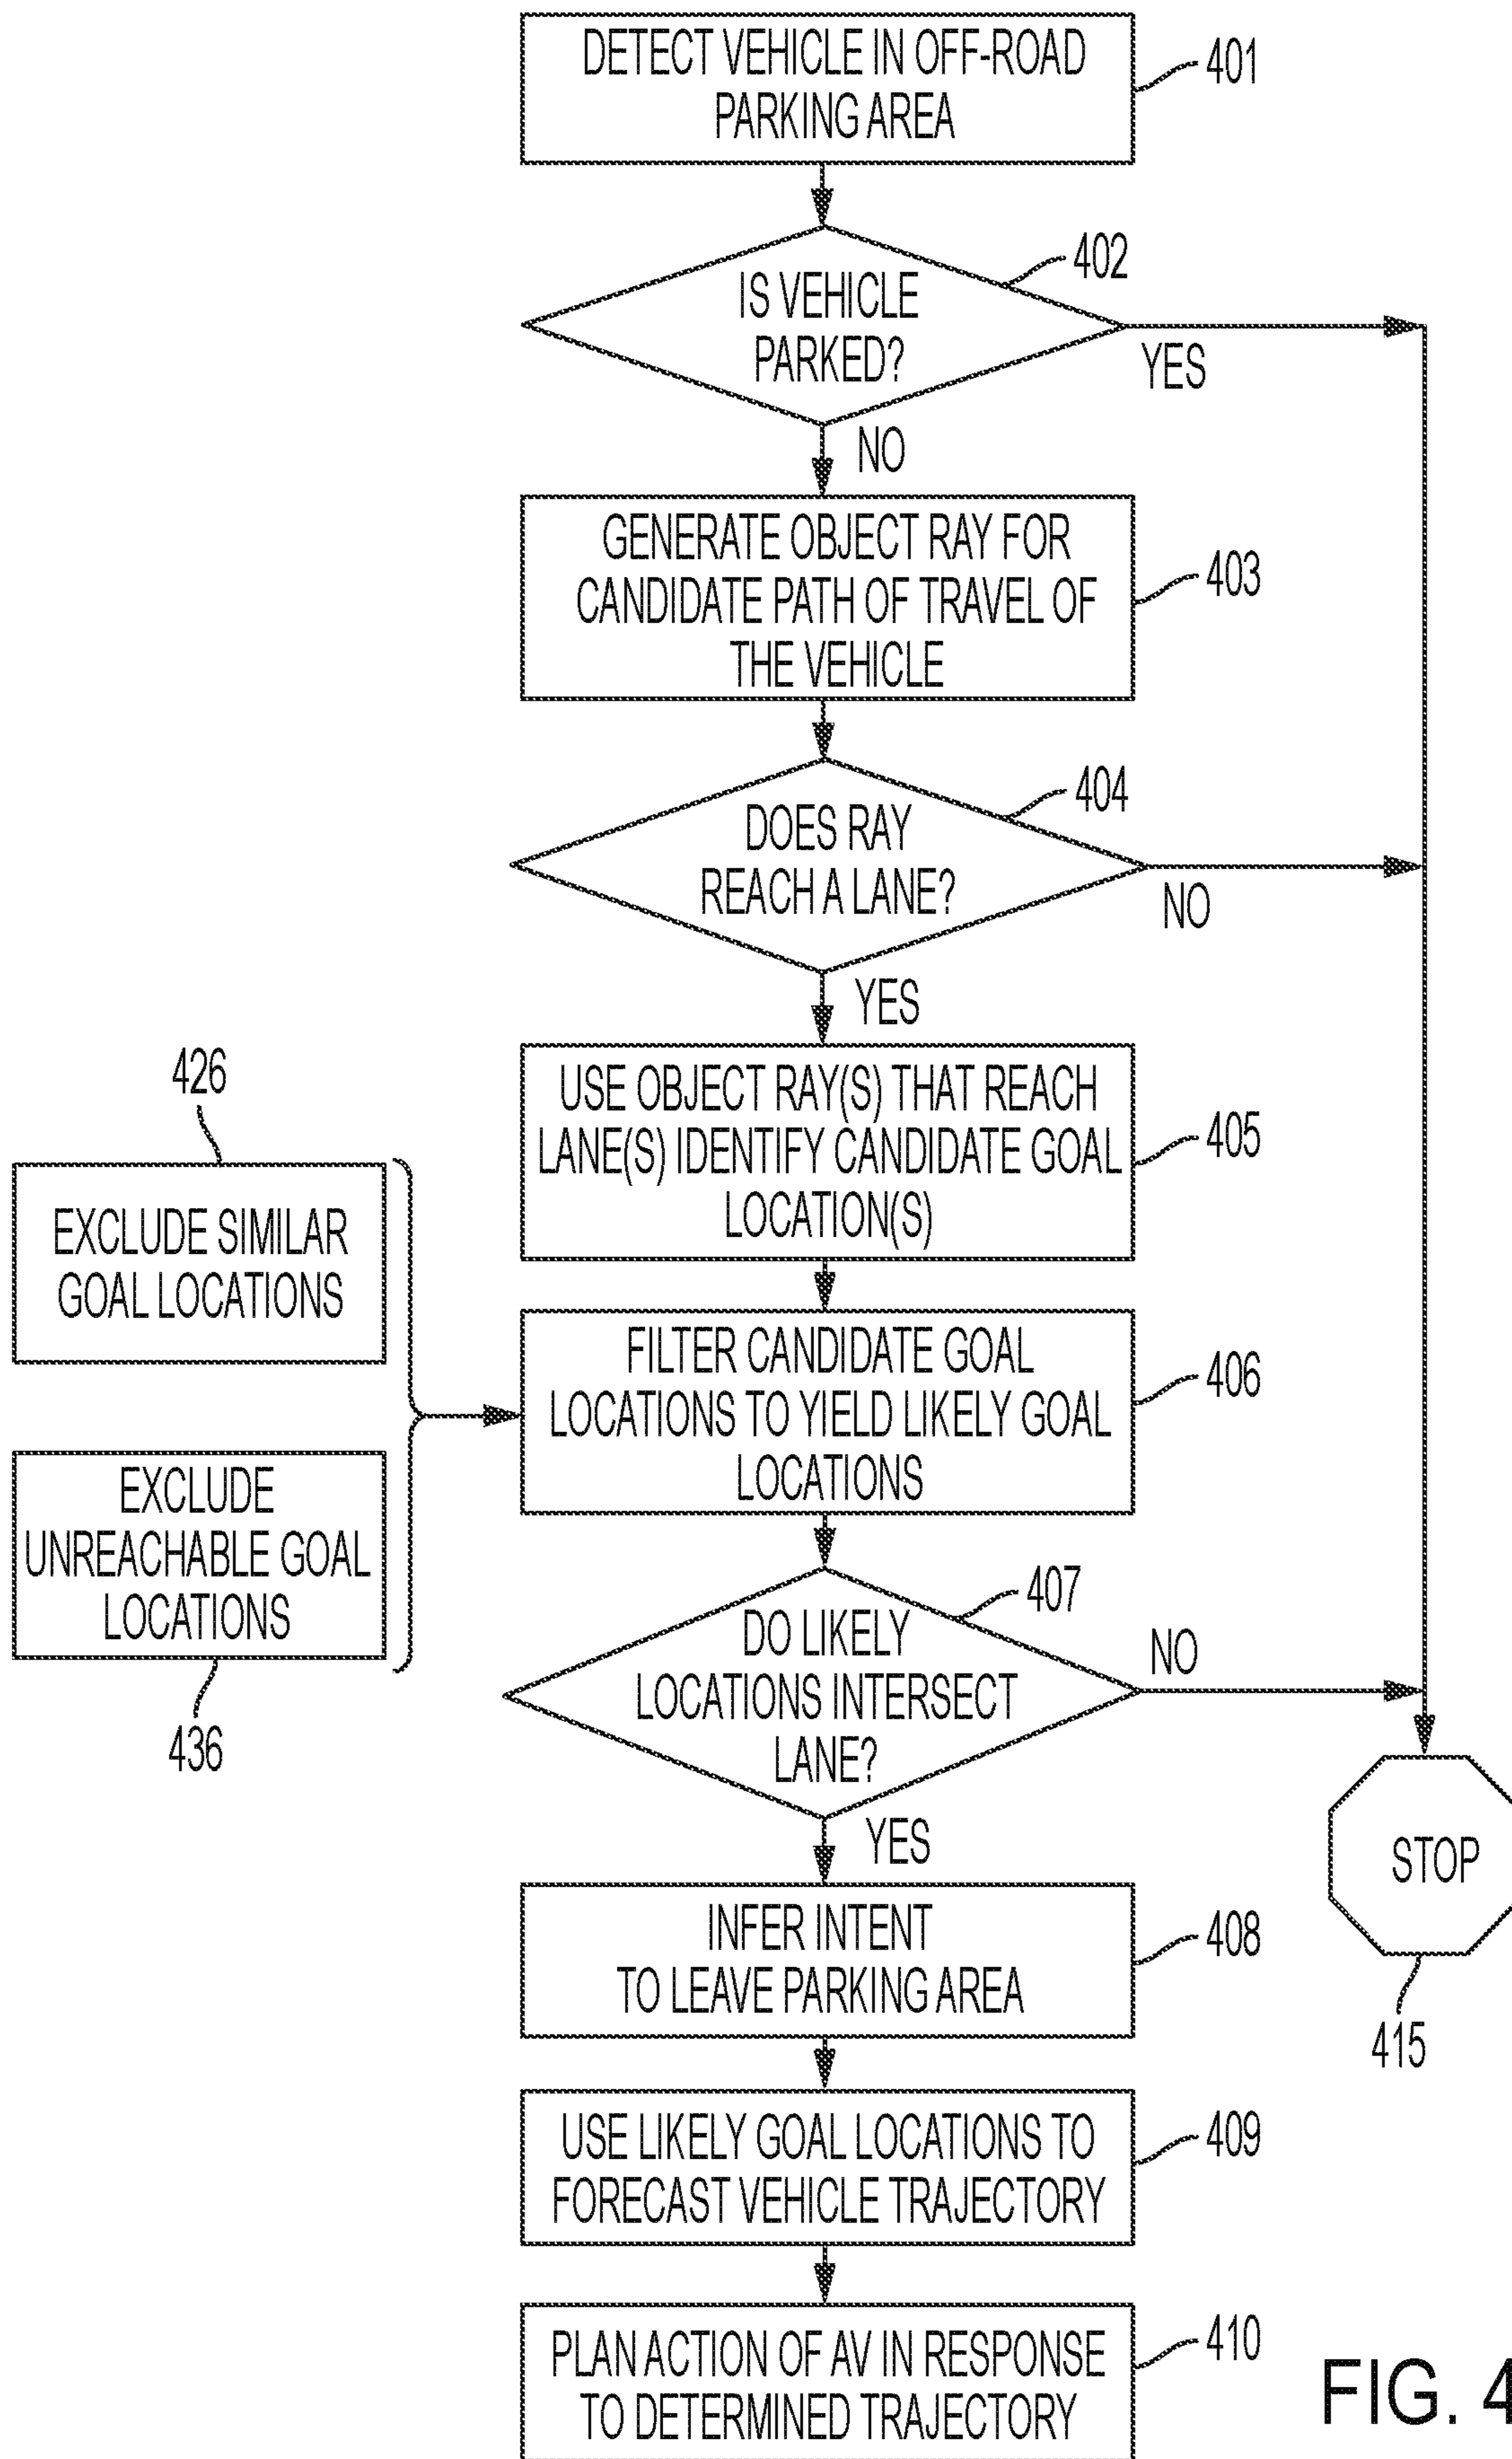 DETECT VEHICLE IN OFF-ROAD
PARKING AREA
401
402
IS VEHICLE
PARKED?
YES
NO
GENERATE OBJECT RAY FOR
CANDIDATE PATH OF TRAVEL OF
THE VEHICLE
403
404
DOES RAY
REACH A LANE?
NO
YES
USE OBJECT RAY(S) THAT REACH
LANE(S) IDENTIFY CANDIDATE GOAL
LOCATION(S)
405
426
EXCLUDE SIMILAR
GOAL LOCATIONS
FILTER CANDIDATE GOAL
LOCATIONS TO YIELD LIKELY GOAL
LOCATIONS
406
EXCLUDE
UNREACHABLE GOAL
LOCATIONS
436
407
DO LIKELY
LOCATIONS INTERSECT
LANE?
NO
YES
STOP
415
INFER INTENT
TO LEAVE PARKING AREA
408
USE LIKELY GOAL LOCATIONS TO
FORECAST VEHICLE TRAJECTORY
409
PLAN ACTION OF AV IN RESPONSE
TO DETERMINED TRAJECTORY
410
FIG. 4